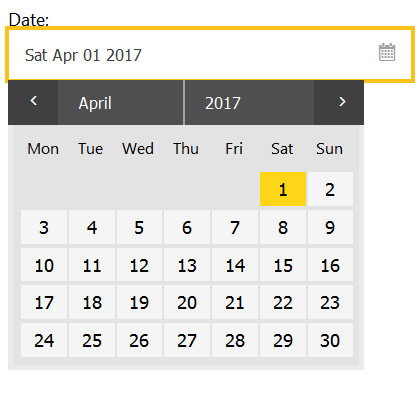 Date:
Sat Apr 01 2017
April 2017
Mon Tue Wed Thu Fri Sat Sun
1 2
3 4 5 6 7 8 9
10 11 12 13 14 15 16
17 18 19 20 21 22 23
24 25 26 27 28 29 30